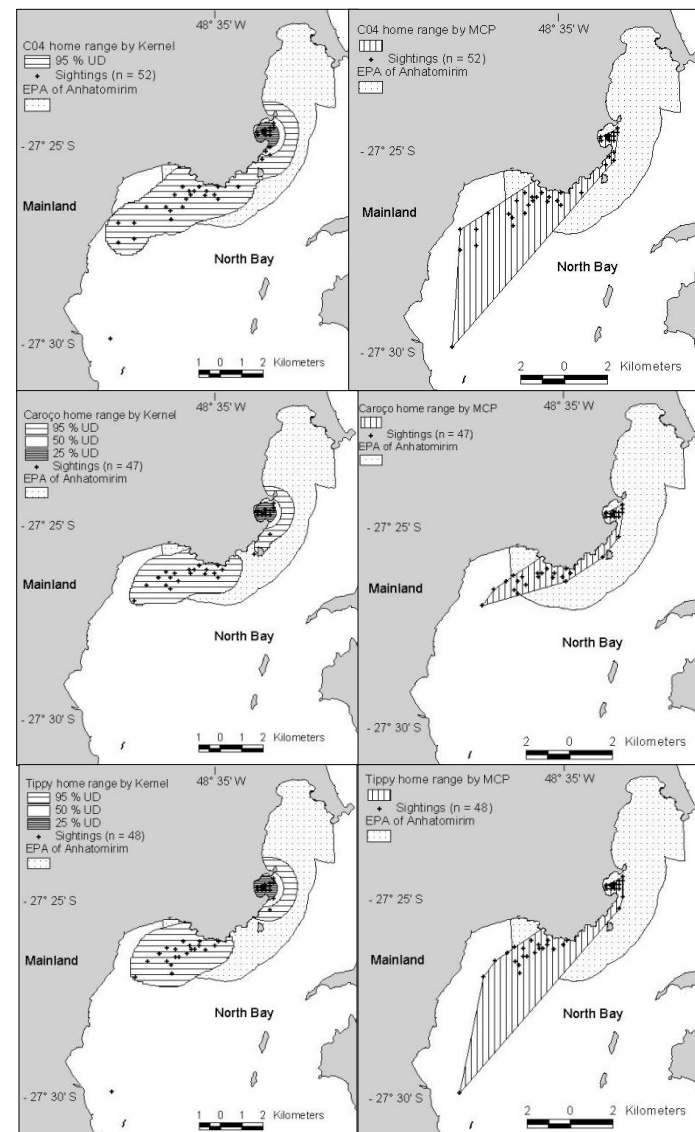 48° 35' W
C04 home range by Kernel
95 % UD
Sightings (n = 52)
EPA of Anhatomirim
- 27° 25' S
Mainland
North Bay
- 27° 30' S
1 0 1 2 Kilometers
48° 35' W
C04 home range by MCP
Sightings (n = 52)
EPA of Anhatomirim
- 27° 25' S
Mainland
North Bay
- 27° 30' S
2 0 2 Kilometers
48° 35' W
Caroço home range by Kernel
95 % UD
50 % UD
25 % UD
Sightings (n = 47)
EPA of Anhatomirim
- 27° 25' S
Mainland
North Bay
- 27° 30' S
1 0 1 2 Kilometers
48° 35' W
Caroço home range by MCP
Sightings (n = 47)
EPA of Anhatomirim
- 27° 25' S
Mainland
North Bay
- 27° 30' S
2 0 2 Kilometers
Tippy home range by Kernel
48° 35' W
95 % UD
50 % UD
25 % UD
Sightings (n = 48)
EPA of Anhatomirim
- 27° 25' S
Mainland
North Bay
- 27° 30' S
1 0 1 2 Kilometers
48° 35' W
Tippy home range by MCP
Sightings (n = 48)
EPA of Anhatomirim
- 27° 25' S
Mainland
North Bay
- 27° 30' S
2 0 2 Kilometers